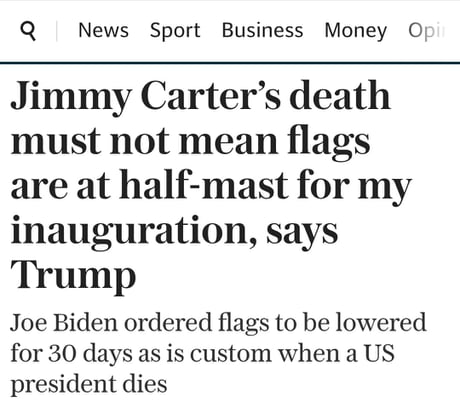 News Sport Business Money Opi
Jimmy Carter’s death
must not mean flags
are at half-mast for my
inauguration, says
Trump
Joe Biden ordered flags to be lowered
for 30 days as is custom when a US
president dies